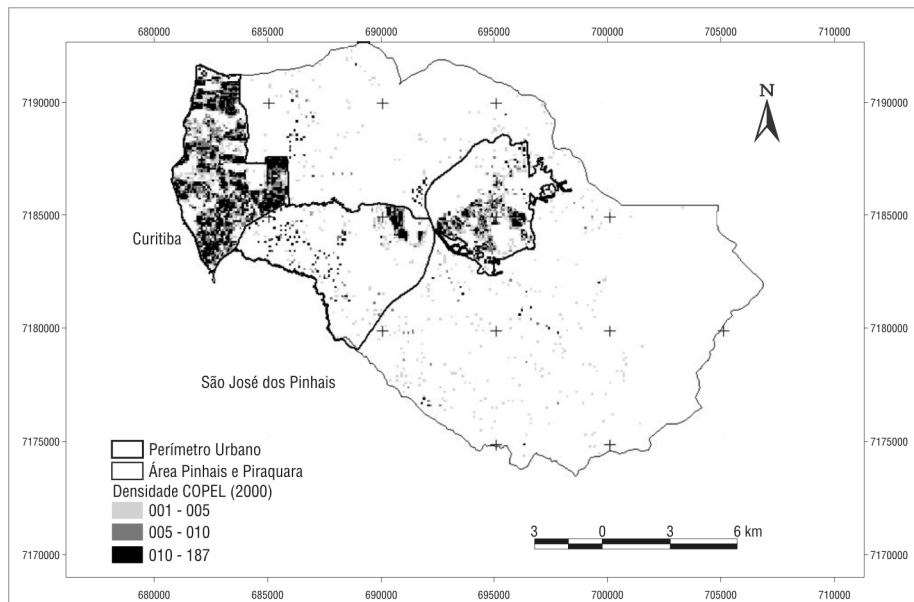 680000 685000 690000 695000 700000 705000 710000
7190000 7190000
N
7185000 7185000
Curitiba
7180000 7180000
São José dos Pinhais
7175000 7175000
Perímetro Urbano
Área Pinhais e Piraquara
Densidade COPEL (2000)
001 - 005
005 - 010
010 - 187
3 0 3 6 km
7170000 7170000
680000 685000 690000 695000 700000 705000 710000